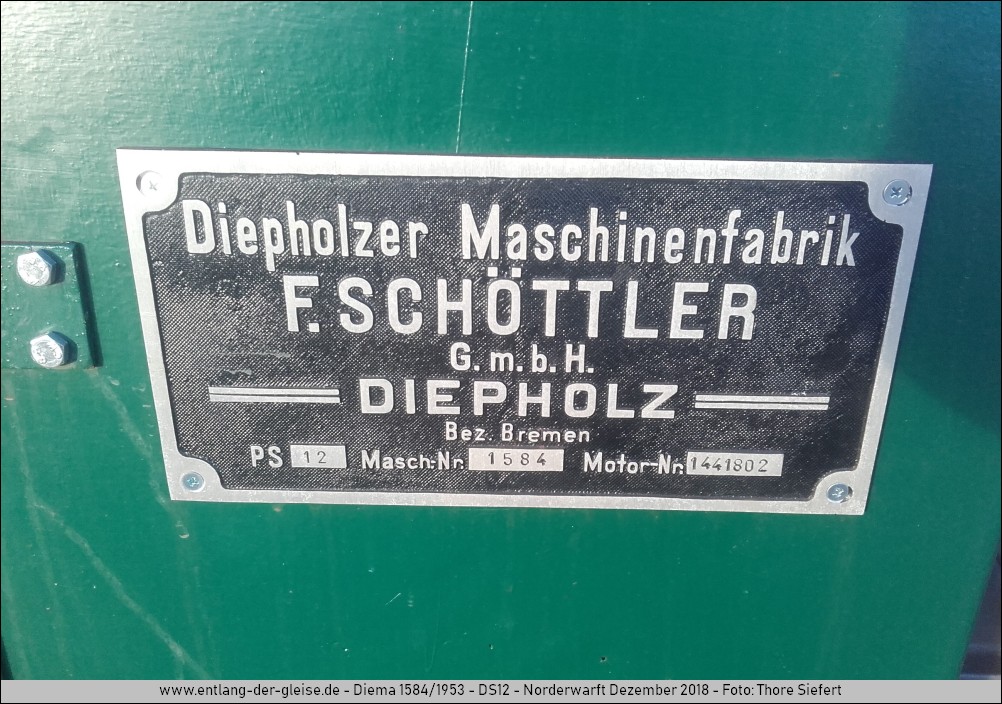 Diepholzer Maschinenfabrik
F. SCHÖTTLER
G.m.b.H.
DIEPHOLZ
Bez. Bremen
PS 12 Masch.-Nr. 1584 Motor-Nr. 1441802
www.entlang-der-gleise.de - Diema 1584/1953 - DS12 - Norderwarft Dezember 2018 - Foto: Thore Siefert